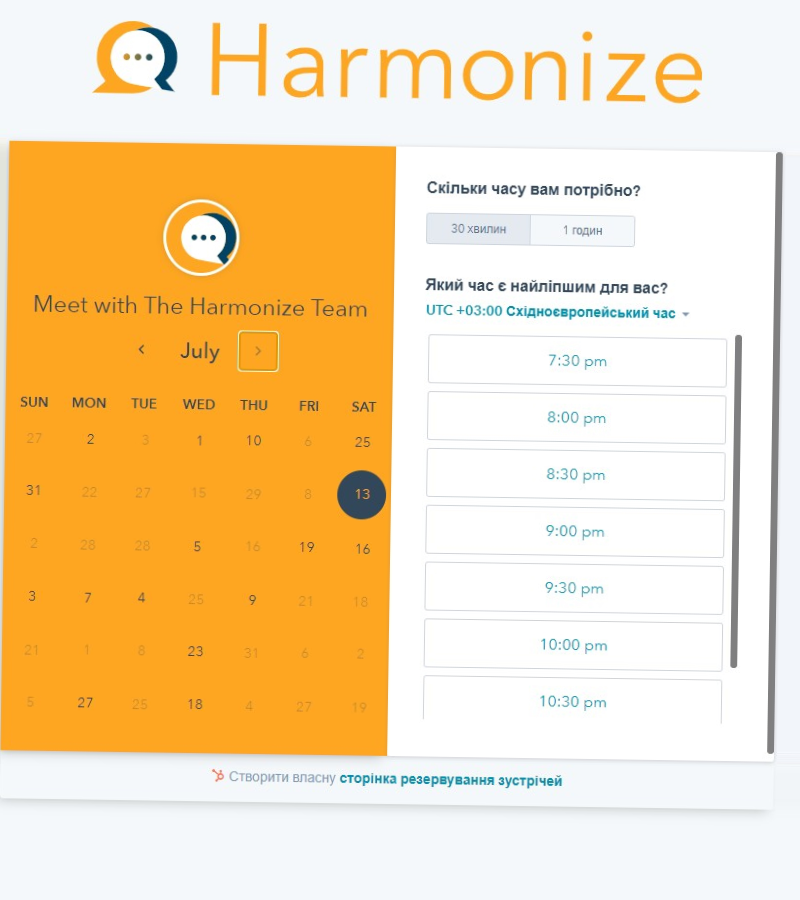 Harmonize
Meet with The Harmonize Team
July
SUN MON TUE WED THU FRI SAT
27 2 3 1 10 6 25
31 22 27 15 29 8 13
2 28 28 5 16 19 16
3 7 4 25 9 21 18
21 1 8 23 31 6 2
5 27 25 18 4 27 19
Скільки часу вам потрібно?
30 хвилин 1 годин
Який час є найліпшим для вас?
UTC +03:00 Східноєвропейський час
7:30 pm
8:00 pm
8:30 pm
9:00 pm
9:30 pm
10:00 pm
10:30 pm
Створити власну сторінка резервування зустрічей